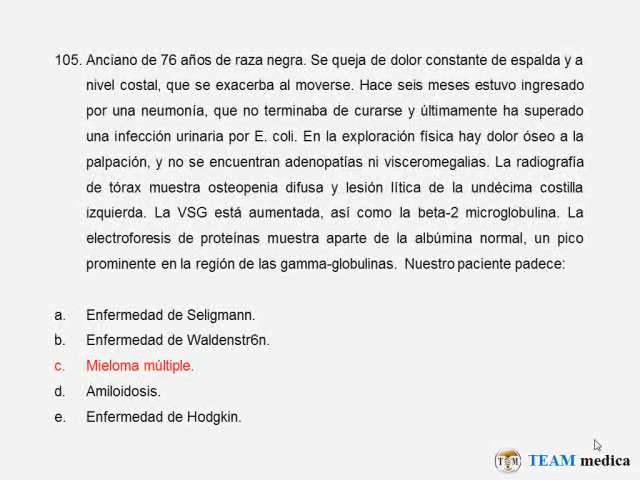 105. Anciano de 76 años de raza negra. Se queja de dolor constante de espalda y a
nivel costal, que se exacerba al moverse. Hace seis meses estuvo ingresado
por una neumonía, que no terminaba de curarse y últimamente ha superado
una infección urinaria por E. coli. En la exploración física hay dolor óseo a la
palpación, y no se encuentran adenopatías ni visceromegalias. La radiografía
de tórax muestra osteopenia difusa y lesión lítica de la undécima costilla
izquierda. La VSG está aumentada, así como la beta-2 microglobulina. La
electroforesis de proteínas muestra aparte de la albúmina normal, un pico
prominente en la región de las gamma-globulinas. Nuestro paciente padece:
a. Enfermedad de Seligmann.
b. Enfermedad de Waldenstr6n.
c. Mieloma múltiple.
d. Amiloidosis.
e. Enfermedad de Hodgkin.
T M TEAM medica